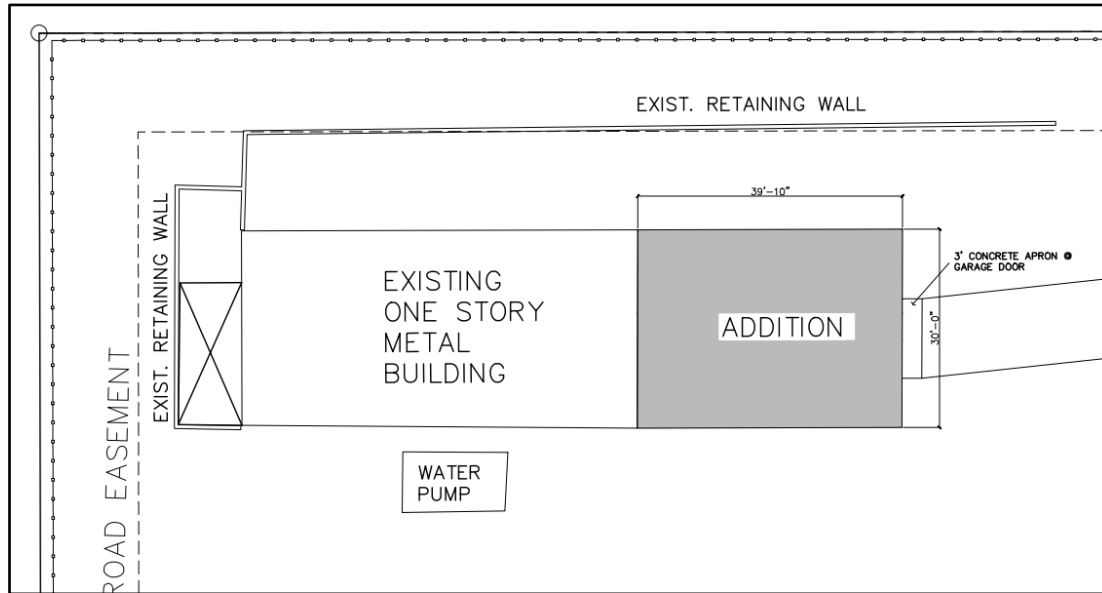 EXIST. RETAINING WALL
39'-10"
EXIST. RETAINING WALL
3' CONCRETE APRON @
GARAGE DOOR
EXISTING
ONE STORY
METAL
BUILDING
ADDITION
30'-0"
ROAD EASEMENT
WATER
PUMP